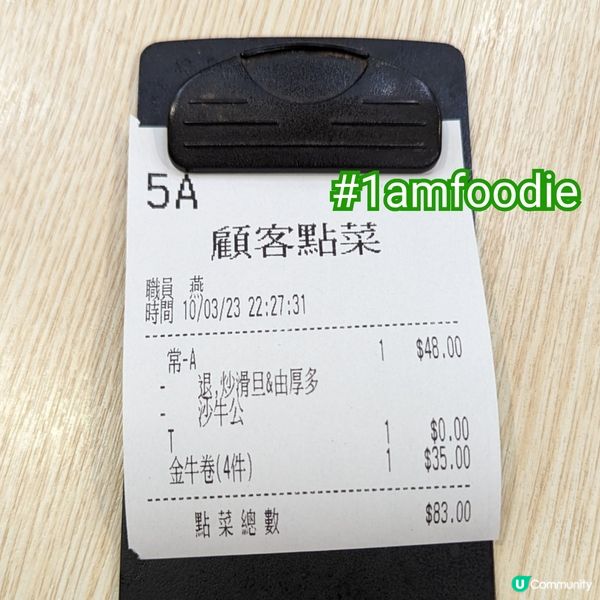 #1amfoodie
5A
顧客點菜
職員 燕
時間 10/03/23 22:27:31
常-A 1 $48.00
- 退,炒滑旦&由厚多
- 沙牛公
T 1 $0.00
金牛卷(4件) 1 $35.00
點菜總數 $83.00
U Community